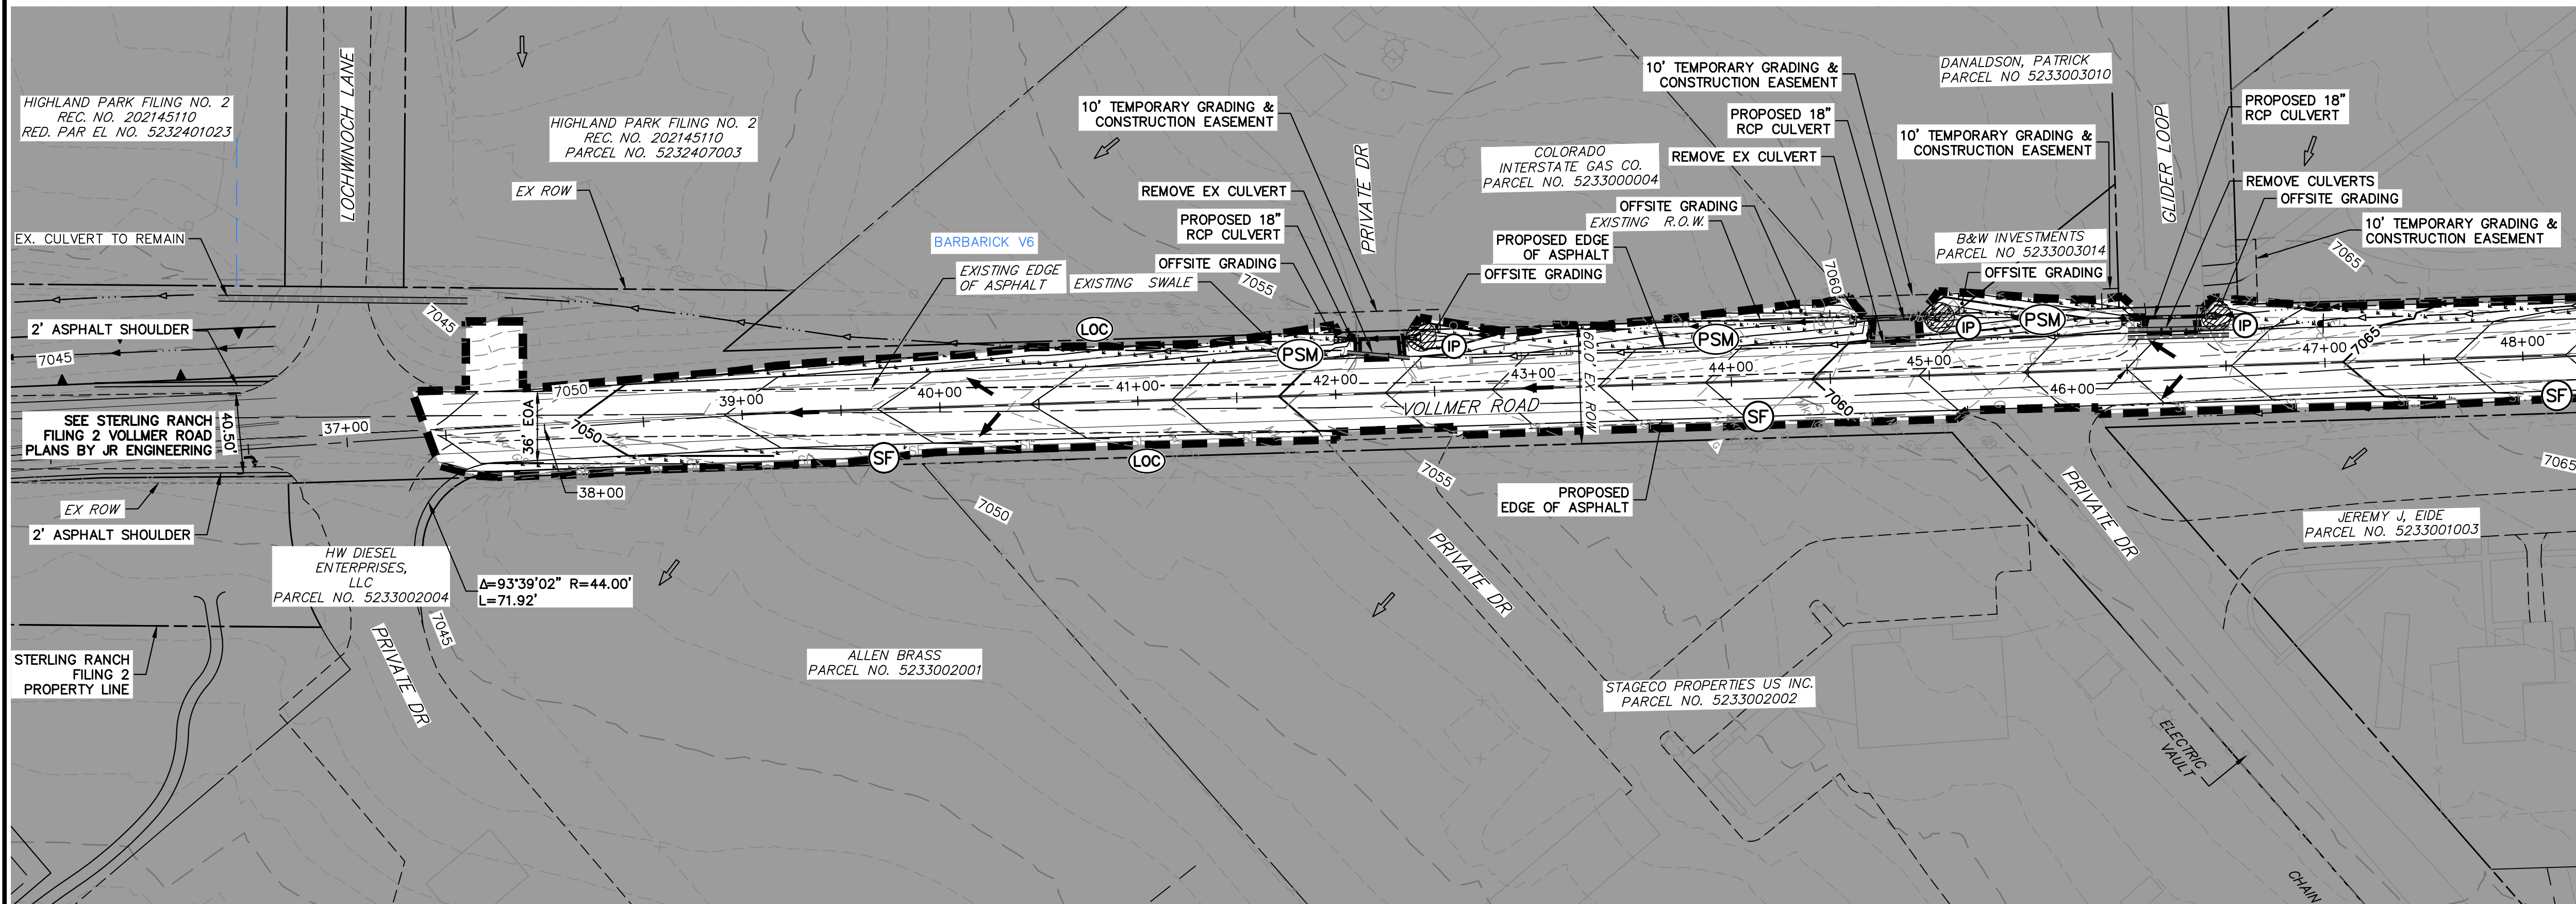 HIGHLAND PARK FILING NO. 2
REC. NO. 202145110
RED. PAR EL NO. 5232401023
LOCHWINOCH LANE
HIGHLAND PARK FILING NO. 2
REC. NO. 202145110
PARCEL NO. 5232407003
EX ROW
10' TEMPORARY GRADING &
CONSTRUCTION EASEMENT
REMOVE EX CULVERT
PROPOSED 18"
RCP CULVERT
OFFSITE GRADING
PRIVATE DR
COLORADO
INTERSTATE GAS CO.
PARCEL NO. 5233000004
10' TEMPORARY GRADING &
CONSTRUCTION EASEMENT
PROPOSED 18"
RCP CULVERT
REMOVE EX CULVERT
OFFSITE GRADING
EXISTING R.O.W.
PROPOSED EDGE
OF ASPHALT
OFFSITE GRADING
DANALDSON, PATRICK
PARCEL NO 5233003010
10' TEMPORARY GRADING &
CONSTRUCTION EASEMENT
GLIDER LOOP
PROPOSED 18"
RCP CULVERT
REMOVE CULVERTS
OFFSITE GRADING
10' TEMPORARY GRADING &
CONSTRUCTION EASEMENT
B&W INVESTMENTS
PARCEL NO 5233003014
OFFSITE GRADING
EX. CULVERT TO REMAIN
BARBARICK V6
EXISTING EDGE
OF ASPHALT
EXISTING SWALE
7055
7060
7065
7045
2' ASPHALT SHOULDER
7045
LOC
PSM
IP
PSM
IP
PSM
IP
7050
39+00
40+00
41+00
42+00
43+00
44+00
45+00
46+00
47+00
48+00
7065
7060
60.0' EX ROW
VOLLMER ROAD
36' EOA
7050
40.50'
37+00
SEE STERLING RANCH
FILING 2 VOLLMER ROAD
PLANS BY JR ENGINEERING
SF
SF
SF
LOC
38+00
EX ROW
2' ASPHALT SHOULDER
7050
7055
PROPOSED
EDGE OF ASPHALT
7065
PRIVATE DR
PRIVATE DR
JEREMY J, EIDE
PARCEL NO. 5233001003
HW DIESEL
ENTERPRISES,
LLC
PARCEL NO. 5233002004
Δ=93°39'02" R=44.00'
L=71.92'
7045
PRIVATE DR
STERLING RANCH
FILING 2
PROPERTY LINE
ALLEN BRASS
PARCEL NO. 5233002001
STAGECO PROPERTIES US INC.
PARCEL NO. 5233002002
ELECTRIC
VAULT
CHAIN